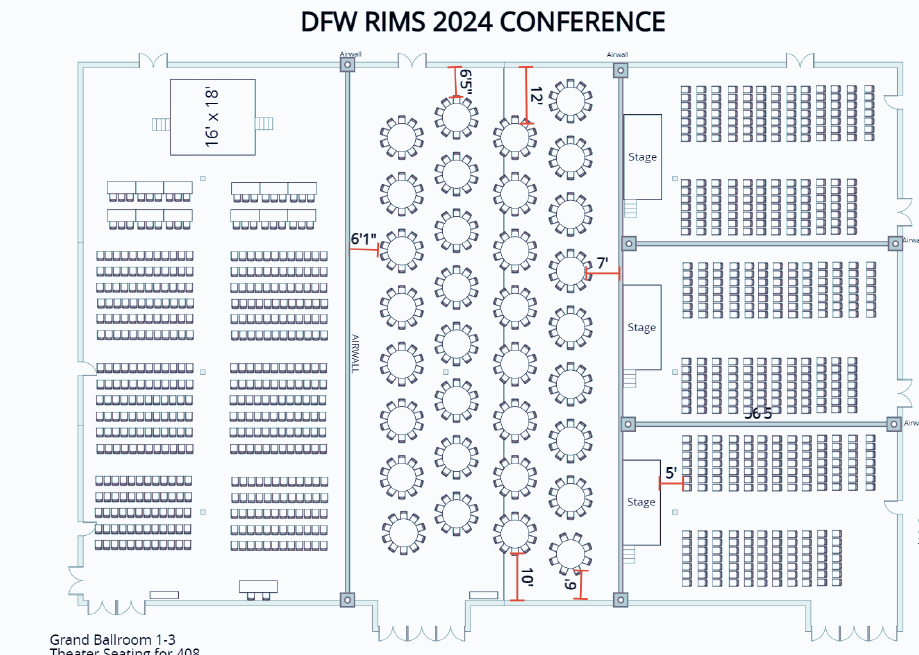 DFW RIMS 2024 CONFERENCE
Airwall
Airwall
16' x 18'
6'5"
12'
Stage
6'1"
7'
Airwa
Stage
AIRWALL
36'5
Airw
5'
Stage
10'
6'
Grand Ballroom 1-3
Theater Seating for 408